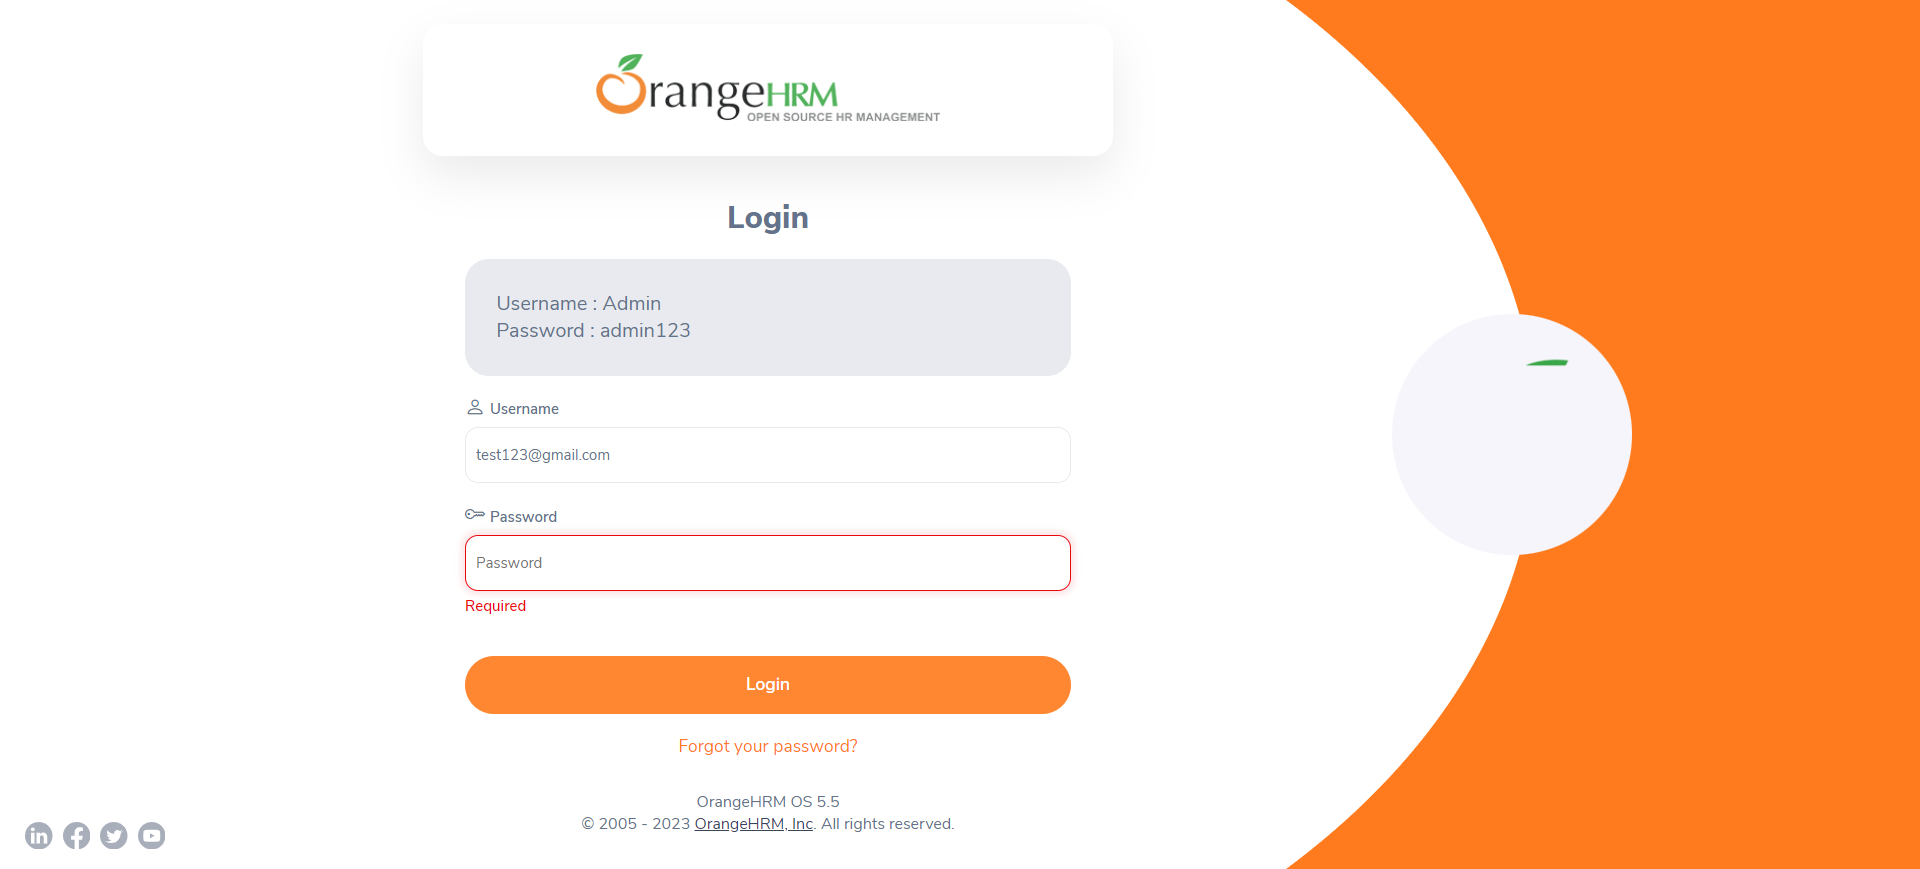 OrangeHRM
OPEN SOURCE HR MANAGEMENT
Login
Username : Admin
Password : admin123
Username
test123@gmail.com
Password
Password
Required
Login
Forgot your password?
OrangeHRM OS 5.5
© 2005 - 2023 OrangeHRM, Inc. All rights reserved.